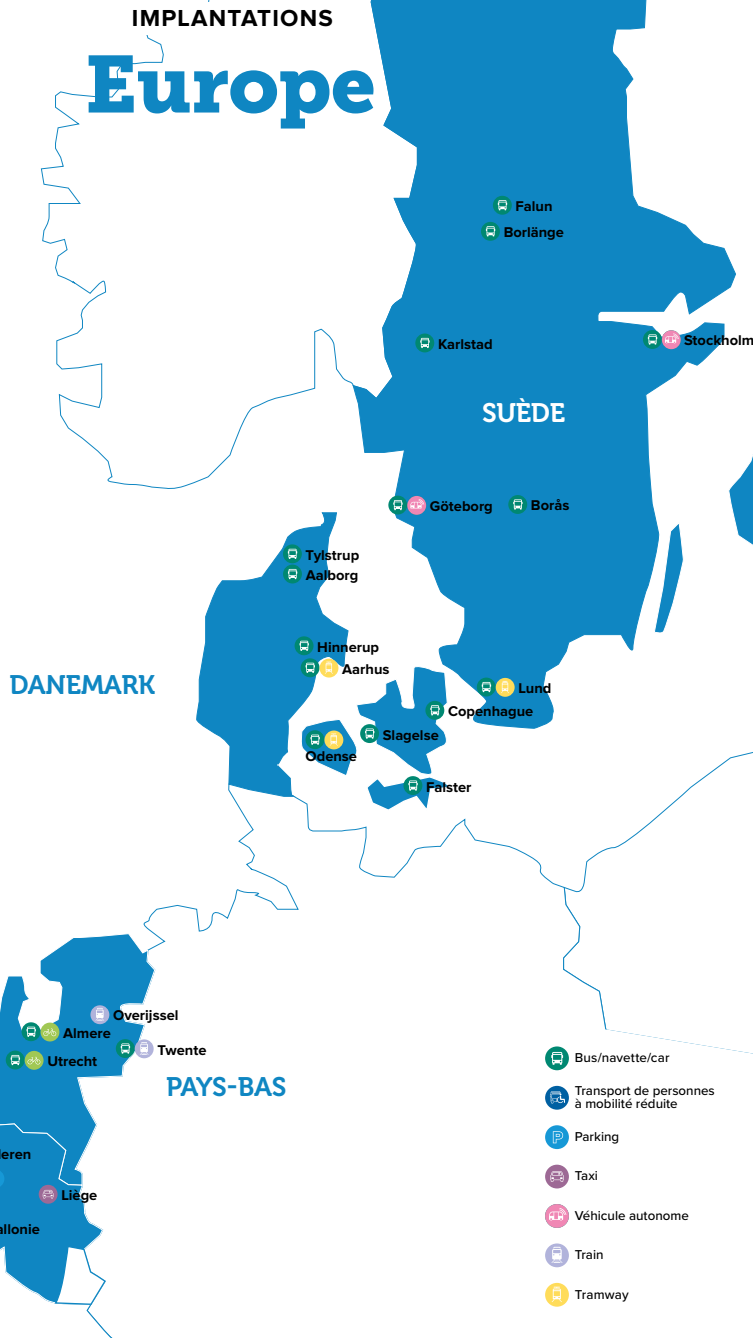 IMPLANTATIONS
Europe
Falun
Borlänge
Karlstad
Stockholm
SUÈDE
Göteborg
Borås
Tylstrup
Aalborg
Hinnerup
Aarhus
DANEMARK
Lund
Copenhague
Slagelse
Odense
Falster
Overijssel
Almere
Twente
Utrecht
PAYS-BAS
Bus/navette/car
Transport de personnes
à mobilité réduite
Parking
Taxi
Véhicule autonome
Train
Tramway
eren
Liège
allonie